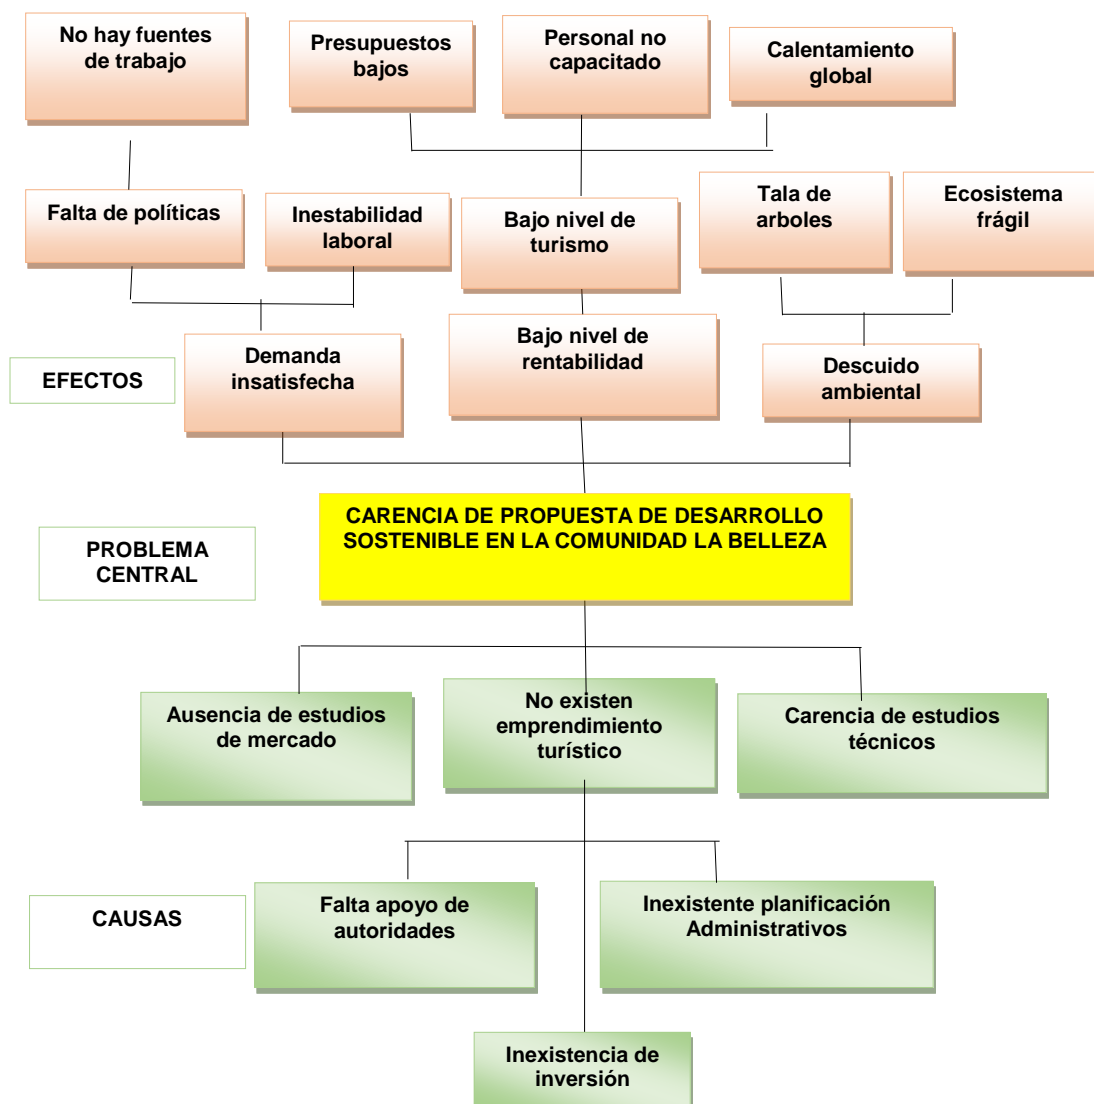 No hay fuentes
de trabajo
Presupuestos
bajos
Personal no
capacitado
Calentamiento
global
Falta de políticas
Inestabilidad
laboral
Bajo nivel de
turismo
Tala de
arboles
Ecosistema
frágil
EFECTOS
Demanda
insatisfecha
Bajo nivel de
rentabilidad
Descuido
ambiental
PROBLEMA
CENTRAL
CARENCIA DE PROPUESTA DE DESARROLLO
SOSTENIBLE EN LA COMUNIDAD LA BELLEZA
Ausencia de estudios
de mercado
No existen
emprendimiento
turístico
Carencia de estudios
técnicos
CAUSAS
Falta apoyo de
autoridades
Inexistente planificación
Administrativos
Inexistencia de
inversión